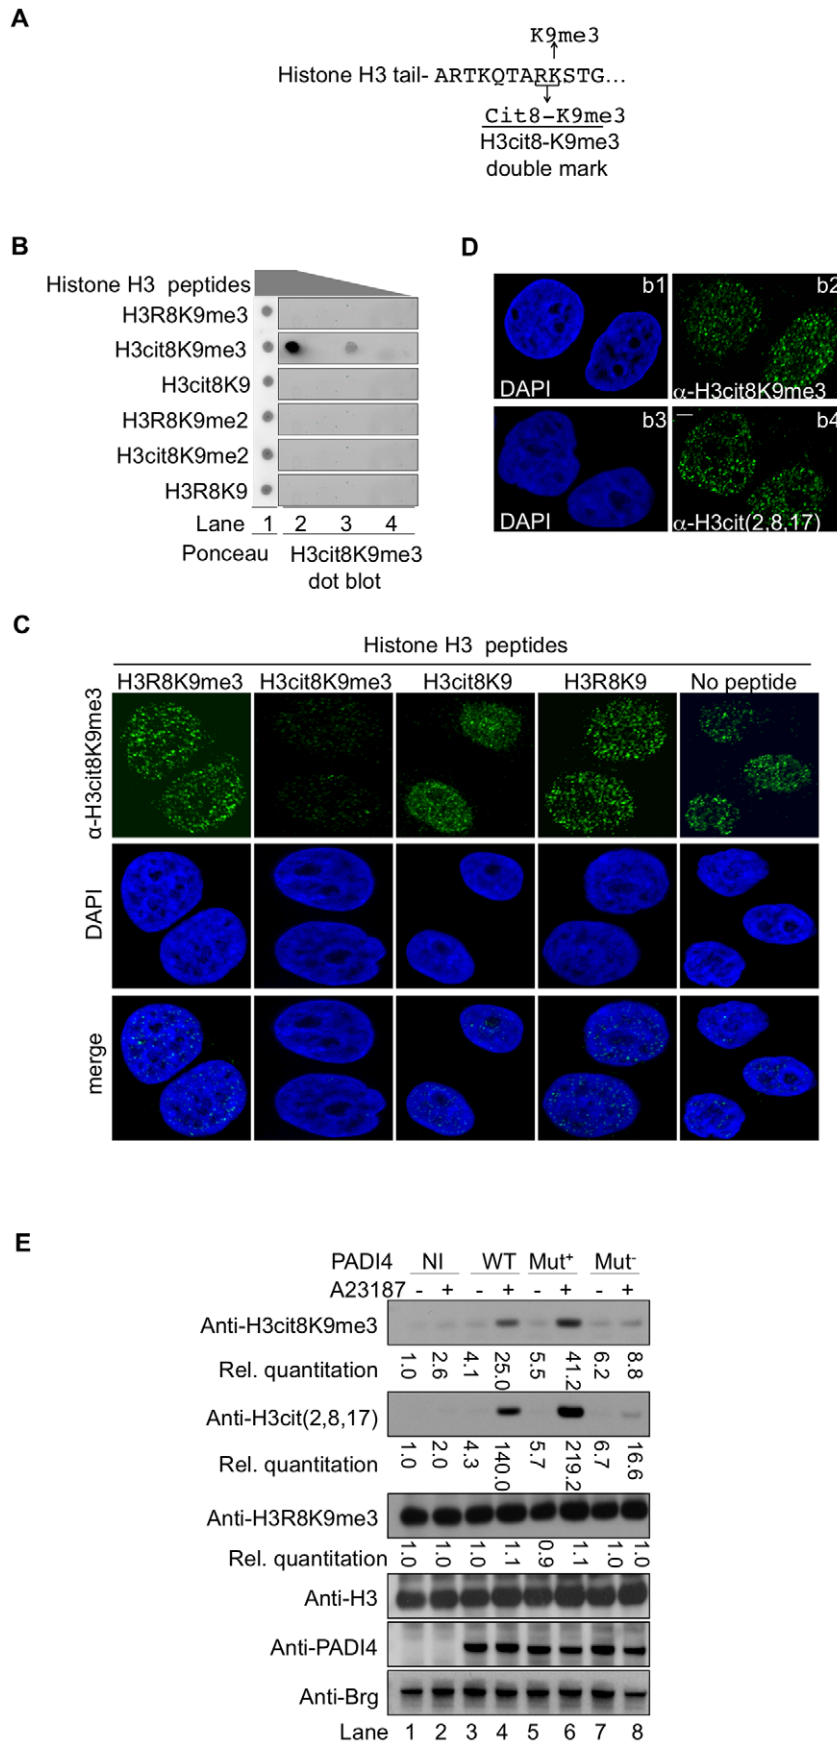 A
K9me3
Histone H3 tail- ARTKQTARKSTG...
Cit8-K9me3
H3cit8-K9me3
double mark
B
Histone H3 peptides
H3R8K9me3
H3cit8K9me3
H3cit8K9
H3R8K9me2
H3cit8K9me2
H3R8K9
Lane 1 2 3 4
Ponceau H3cit8K9me3
dot blot
D
b1 b2
DAPI α-H3cit8K9me3
b3 b4
DAPI α-H3cit(2,8,17)
C
Histone H3 peptides
H3R8K9me3 H3cit8K9me3 H3cit8K9 H3R8K9 No peptide
α-H3cit8K9me3
DAPI
merge
E
PADI4 NI WT Mut⁺ Mut⁻
A23187 - + - + - + - +
Anti-H3cit8K9me3
Rel. quantitation 1.0 2.6 4.1 25.0 5.5 41.2 6.2 8.8
Anti-H3cit(2,8,17)
Rel. quantitation 1.0 2.0 4.3 140.0 5.7 219.2 6.7 16.6
Anti-H3R8K9me3
Rel. quantitation 1.0 1.0 1.0 1.1 0.9 1.1 1.0 1.0
Anti-H3
Anti-PADI4
Anti-Brg
Lane 1 2 3 4 5 6 7 8